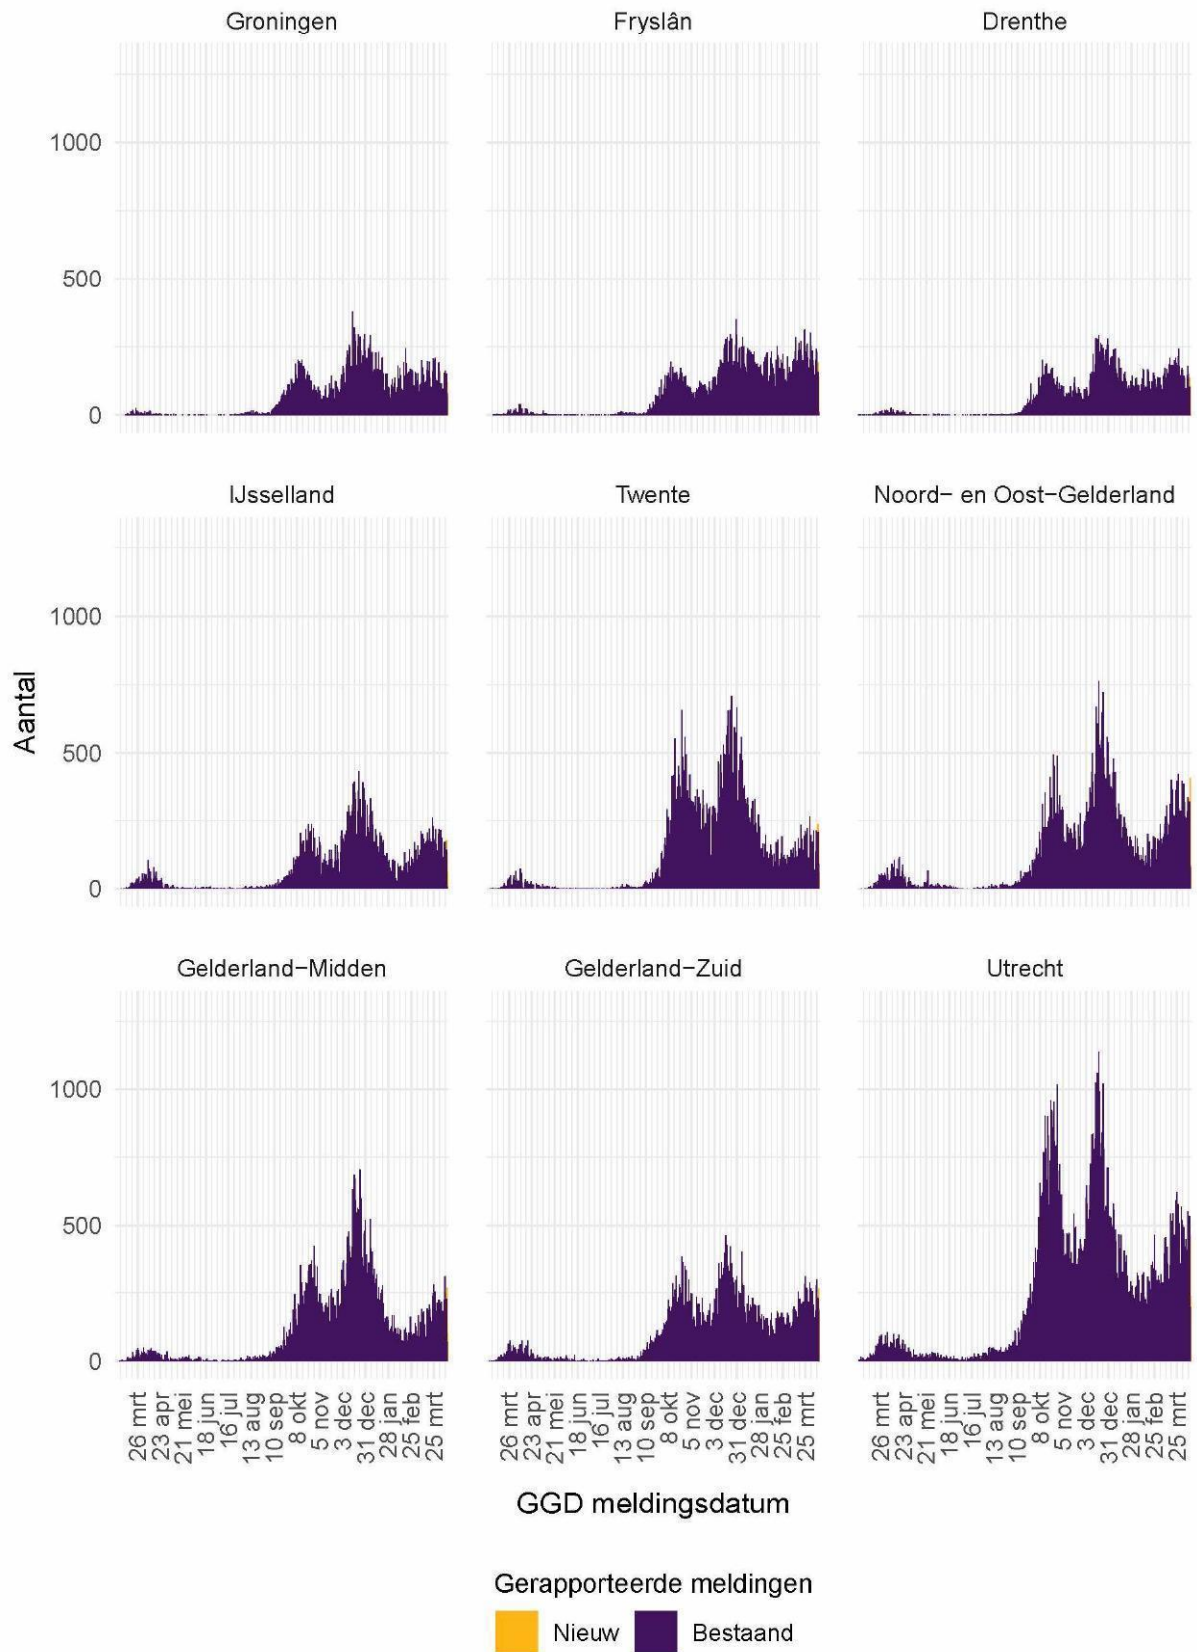 Groningen
Fryslân
Drenthe
1000
500
0
IJsselland
Twente
Noord− en Oost−Gelderland
1000
500
0
Aantal
Gelderland−Midden
Gelderland−Zuid
Utrecht
1000
500
0
26 mrt
23 apr
21 mei
18 jun
16 jul
13 aug
10 sep
8 okt
5 nov
3 dec
31 dec
28 jan
25 feb
25 mrt
26 mrt
23 apr
21 mei
18 jun
16 jul
13 aug
10 sep
8 okt
5 nov
3 dec
31 dec
28 jan
25 feb
25 mrt
26 mrt
23 apr
21 mei
18 jun
16 jul
13 aug
10 sep
8 okt
5 nov
3 dec
31 dec
28 jan
25 feb
25 mrt
GGD meldingsdatum
Gerapporteerde meldingen
Nieuw Bestaand